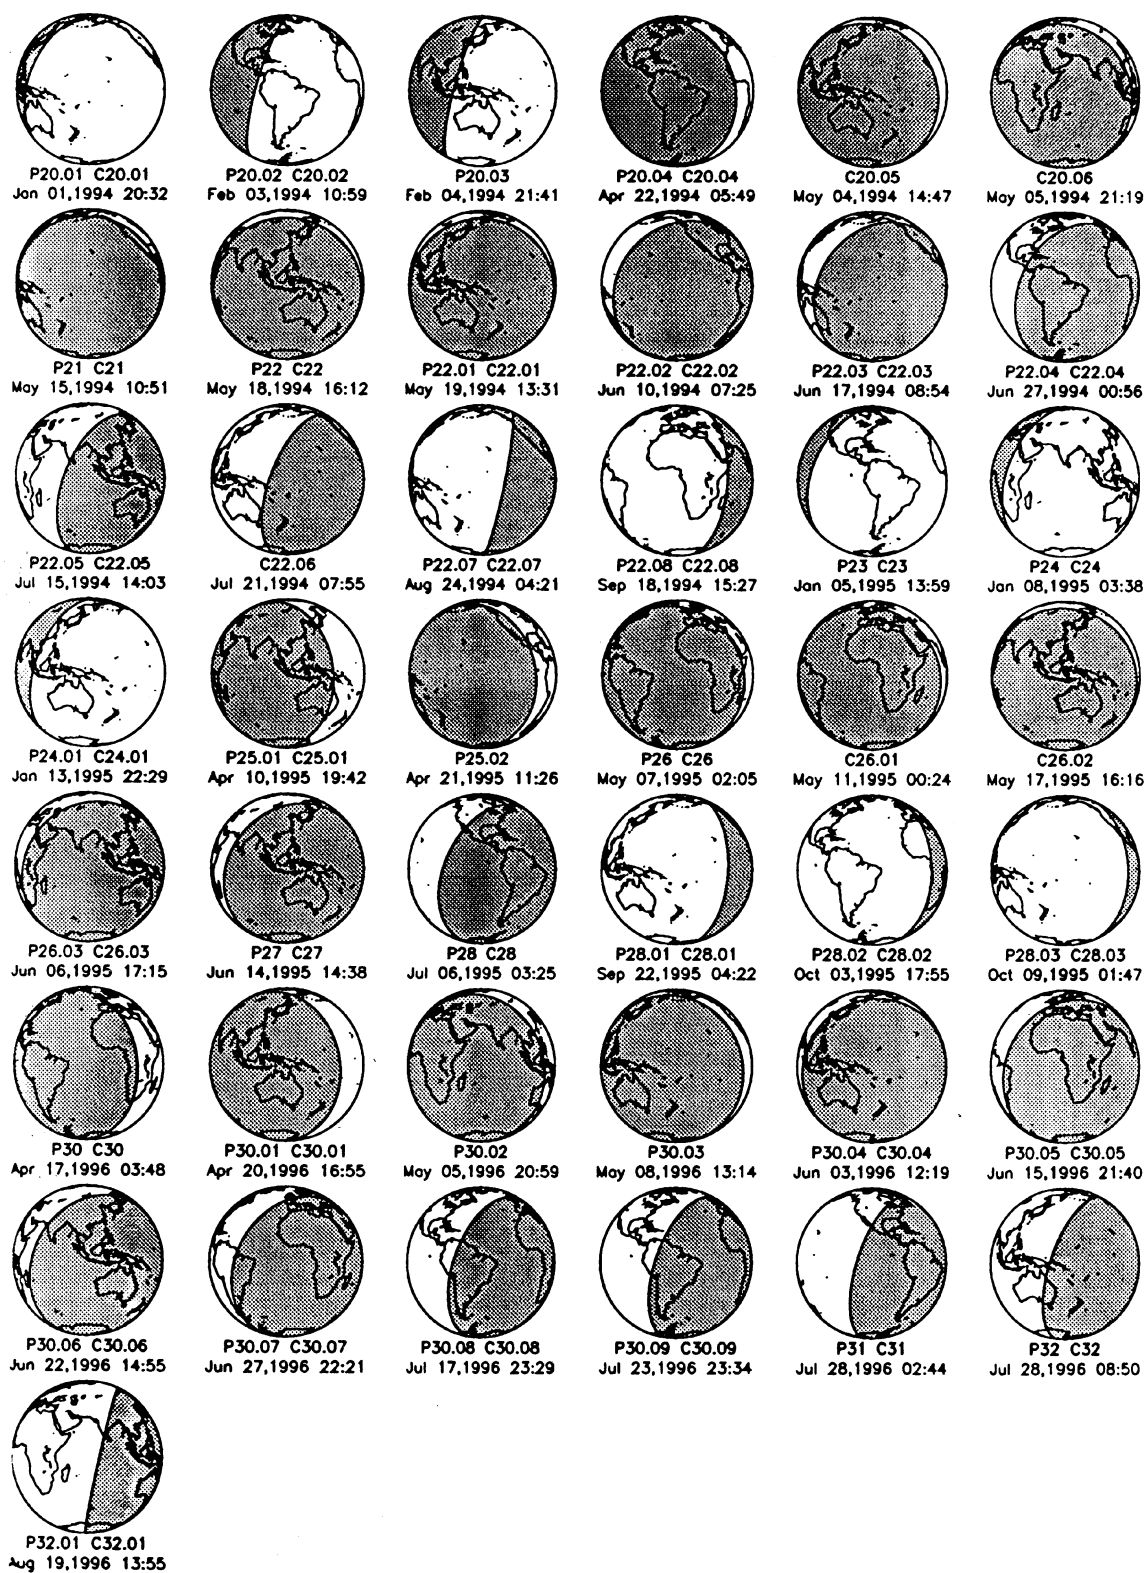 P20.01 C20.01
Jan 01,1994 20:32
P20.02 C20.02
Feb 03,1994 10:59
P20.03
Feb 04,1994 21:41
P20.04 C20.04
Apr 22,1994 05:49
C20.05
May 04,1994 14:47
C20.06
May 05,1994 21:19
P21 C21
May 15,1994 10:51
P22 C22
May 18,1994 16:12
P22.01 C22.01
May 19,1994 13:31
P22.02 C22.02
Jun 10,1994 07:25
P22.03 C22.03
Jun 17,1994 08:54
P22.04 C22.04
Jun 27,1994 00:56
P22.05 C22.05
Jul 15,1994 14:03
C22.06
Jul 21,1994 07:55
P22.07 C22.07
Aug 24,1994 04:21
P22.08 C22.08
Sep 18,1994 15:27
P23 C23
Jan 05,1995 13:59
P24 C24
Jan 08,1995 03:38
P24.01 C24.01
Jan 13,1995 22:29
P25.01 C25.01
Apr 10,1995 19:42
P25.02
Apr 21,1995 11:26
P26 C26
May 07,1995 02:05
C26.01
May 11,1995 00:24
C26.02
May 17,1995 16:16
P26.03 C26.03
Jun 06,1995 17:15
P27 C27
Jun 14,1995 14:38
P28 C28
Jul 06,1995 03:25
P28.01 C28.01
Sep 22,1995 04:22
P28.02 C28.02
Oct 03,1995 17:55
P28.03 C28.03
Oct 09,1995 01:47
P30 C30
Apr 17,1996 03:48
P30.01 C30.01
Apr 20,1996 16:55
P30.02
May 05,1996 20:59
P30.03
May 08,1996 13:14
P30.04 C30.04
Jun 03,1996 12:19
P30.05 C30.05
Jun 15,1996 21:40
P30.06 C30.06
Jun 22,1996 14:55
P30.07 C30.07
Jun 27,1996 22:21
P30.08 C30.08
Jul 17,1996 23:29
P30.09 C30.09
Jul 23,1996 23:34
P31 C31
Jul 28,1996 02:44
P32 C32
Jul 28,1996 08:50
P32.01 C32.01
Aug 19,1996 13:55